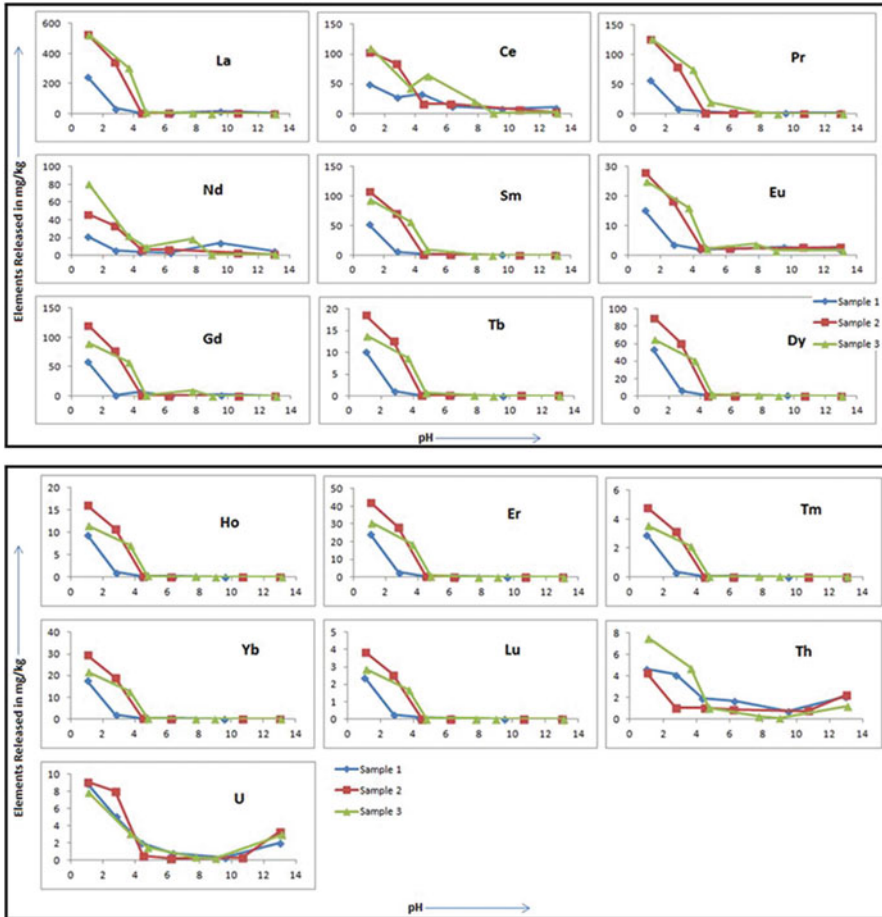 Elements Released in mg/kg
600
400
200
0
0 2 4 6 8 10 12 14
La
150
100
50
0
0 2 4 6 8 10 12 14
Ce
150
100
50
0
0 2 4 6 8 10 12 14
Pr
100
80
60
40
20
0
0 2 4 6 8 10 12 14
Nd
150
100
50
0
0 2 4 6 8 10 12 14
Sm
30
20
10
0
0 2 4 6 8 10 12 14
Eu
150
100
50
0
0 2 4 6 8 10 12 14
Gd
20
15
10
5
0
0 2 4 6 8 10 12 14
Tb
100
80
60
40
20
0
0 2 4 6 8 10 12 14
Dy
Sample 1
Sample 2
Sample 3
pH
Elements Released in mg/kg
20
15
10
5
0
0 2 4 6 8 10 12 14
Ho
50
40
30
20
10
0
0 2 4 6 8 10 12 14
Er
6
4
2
0
0 2 4 6 8 10 12 14
Tm
40
30
20
10
0
0 2 4 6 8 10 12 14
Yb
5
4
3
2
1
0
0 2 4 6 8 10 12 14
Lu
8
6
4
2
0
0 2 4 6 8 10 12 14
Th
10
8
6
4
2
0
0 2 4 6 8 10 12 14
U
Sample 1
Sample 2
Sample 3
pH